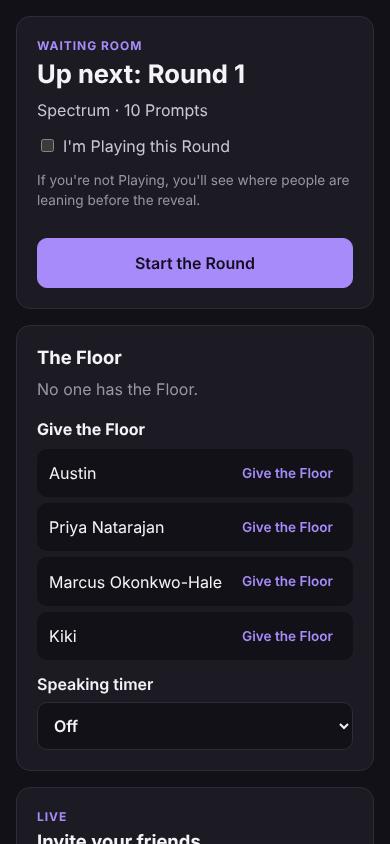 WAITING ROOM
Up next: Round 1
Spectrum · 10 Prompts
I'm Playing this Round
If you're not Playing, you'll see where people are
leaning before the reveal.
Start the Round
The Floor
No one has the Floor.
Give the Floor
Austin Give the Floor
Priya Natarajan Give the Floor
Marcus Okonkwo-Hale Give the Floor
Kiki Give the Floor
Speaking timer
Off
LIVE
Invite your friends